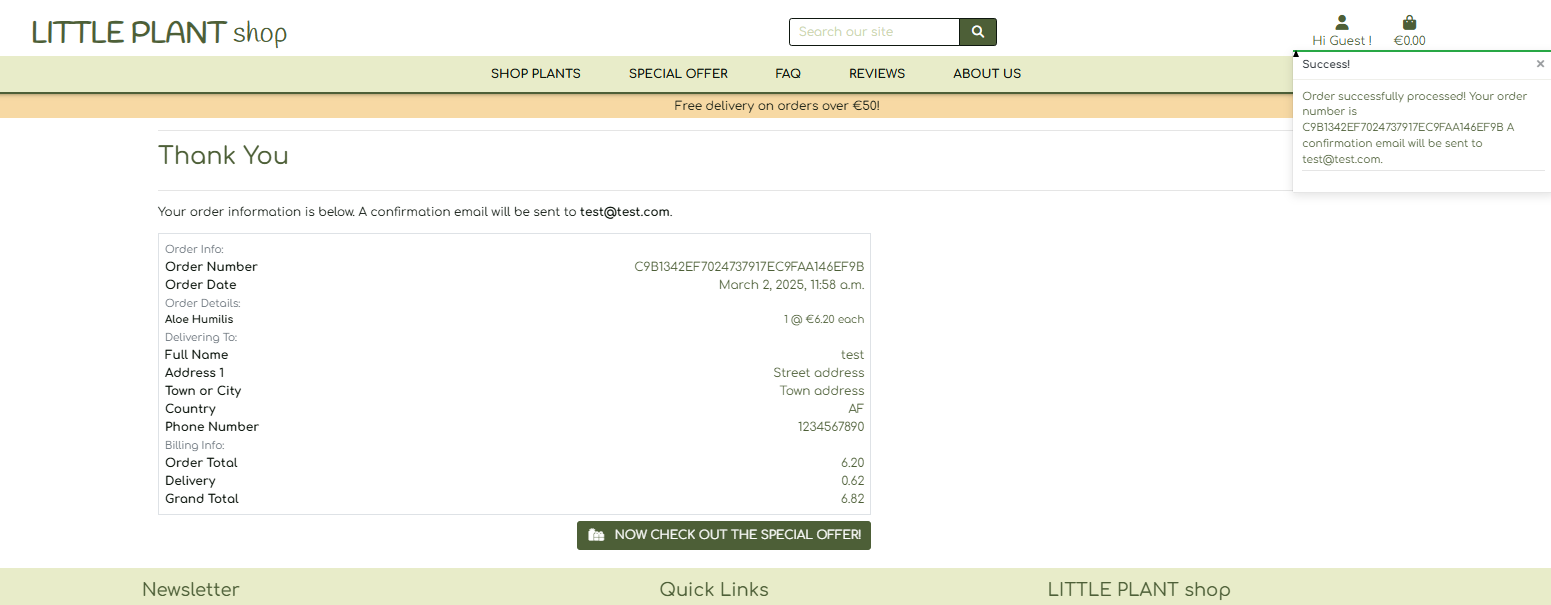 LITTLE PLANT shop
Search our site
Hi Guest !
€0.00
SHOP PLANTS
SPECIAL OFFER
FAQ
REVIEWS
ABOUT US
Free delivery on orders over €50!
Success!
×
Order successfully processed! Your order
number is
C9B1342EF7024737917EC9FAA146EF9B A
confirmation email will be sent to
test@test.com.
Thank You
Your order information is below. A confirmation email will be sent to test@test.com.
Order Info:
Order Number C9B1342EF7024737917EC9FAA146EF9B
Order Date March 2, 2025, 11:58 a.m.
Order Details:
Aloe Humilis 1 @ €6.20 each
Delivering To:
Full Name test
Address 1 Street address
Town or City Town address
Country AF
Phone Number 1234567890
Billing Info:
Order Total 6.20
Delivery 0.62
Grand Total 6.82
NOW CHECK OUT THE SPECIAL OFFER!
Newsletter
Quick Links
LITTLE PLANT shop